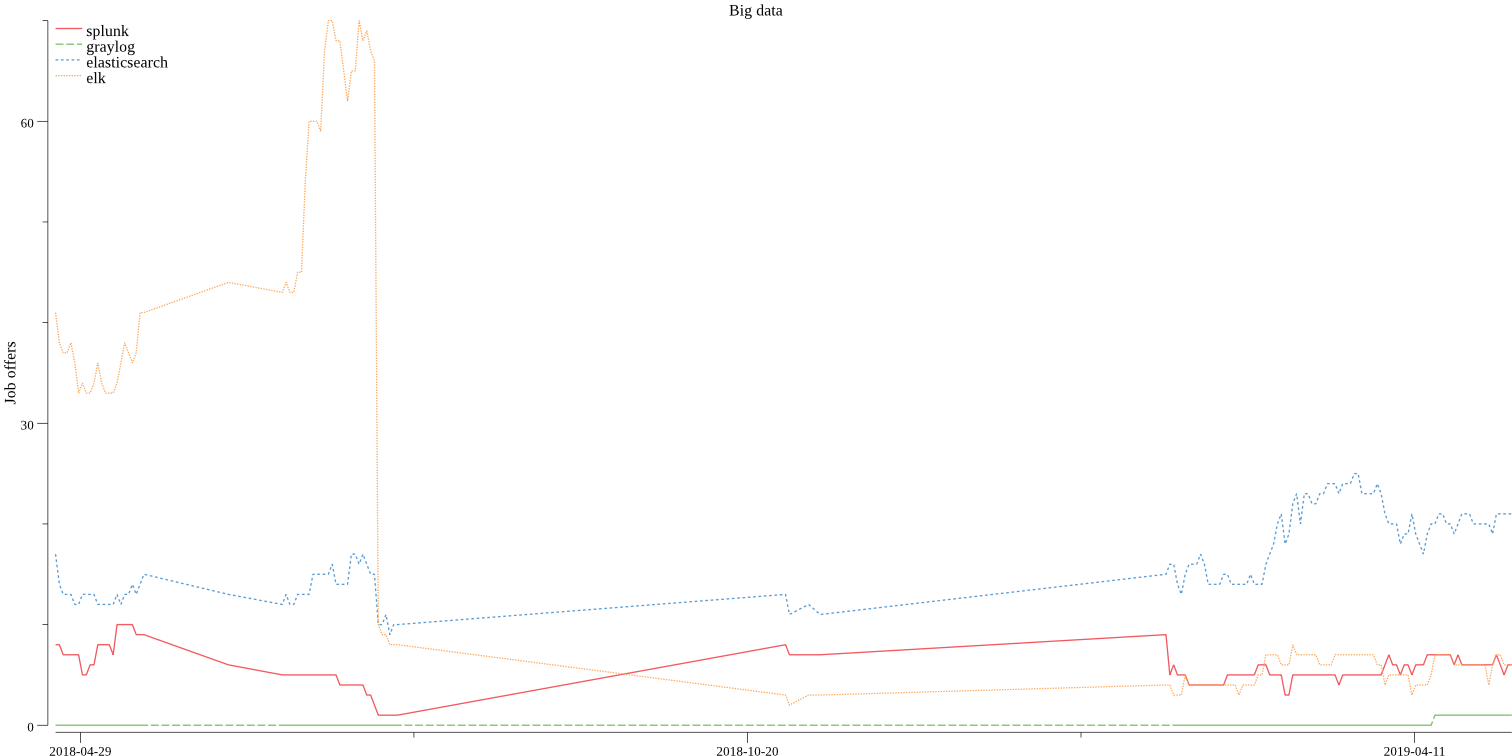 Big data
splunk
graylog
elasticsearch
elk
60
30
0
Job offers
2018-04-29
2018-10-20
2019-04-11